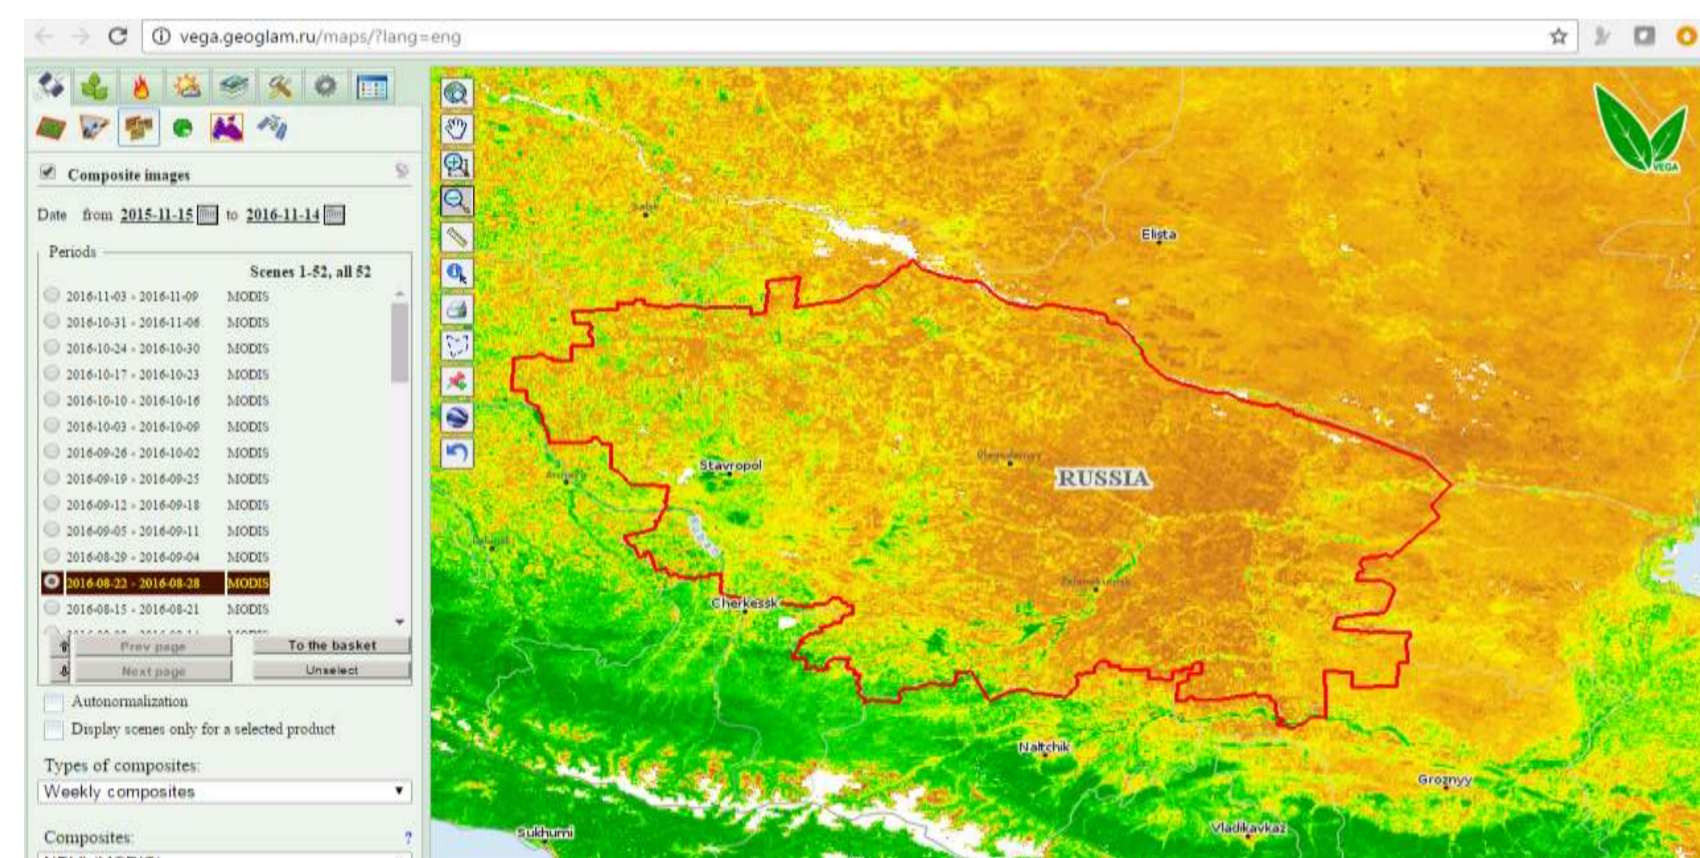 vega.geoglam.ru/maps/?lang=eng
Composite images
Date from 2015-11-15 to 2016-11-14
Periods
Scenes 1-52, all 52
2016-11-03 - 2016-11-09 MODIS
2016-10-31 - 2016-11-06 MODIS
2016-10-24 - 2016-10-30 MODIS
2016-10-17 - 2016-10-23 MODIS
2016-10-10 - 2016-10-16 MODIS
2016-10-03 - 2016-10-09 MODIS
2016-09-26 - 2016-10-02 MODIS
2016-09-19 - 2016-09-25 MODIS
2016-09-12 - 2016-09-18 MODIS
2016-09-05 - 2016-09-11 MODIS
2016-08-29 - 2016-09-04 MODIS
2016-08-22 - 2016-08-28 MODIS
2016-08-15 - 2016-08-21 MODIS
Prev page
To the basket
Next page
Unselect
Autonormalization
Display scenes only for a selected product
Types of composites:
Weekly composites
Composites:
?
VEGA
Elista
Stavropol
RUSSIA
Zelenokumsk
Cherkessk
Naltchik
Groznyy
Vladikavkaz
Sukhumi